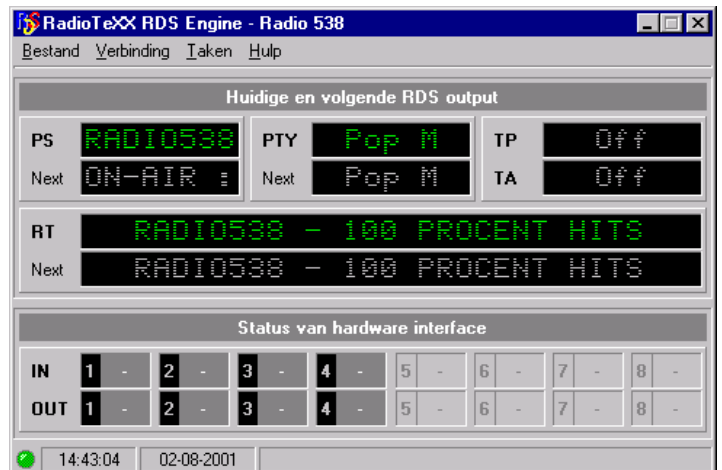 RadioTeXX RDS Engine - Radio 538
Bestand Verbinding Taken Hulp
Huidige en volgende RDS output
PS RADIO538 PTY Pop M TP Off
Next ON-AIR : Next Pop M TA Off
RT RADIO538 - 100 PROCENT HITS
Next RADIO538 - 100 PROCENT HITS
Status van hardware interface
IN 1 - 2 - 3 - 4 - 5 - 6 - 7 - 8 -
OUT 1 - 2 - 3 - 4 - 5 - 6 - 7 - 8 -
14:43:04 02-08-2001